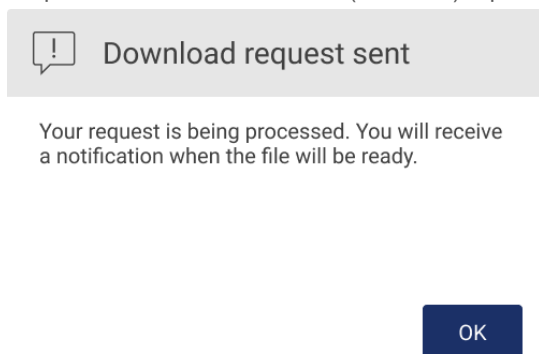 !
Download request sent
Your request is being processed. You will receive
a notification when the file will be ready.
OK